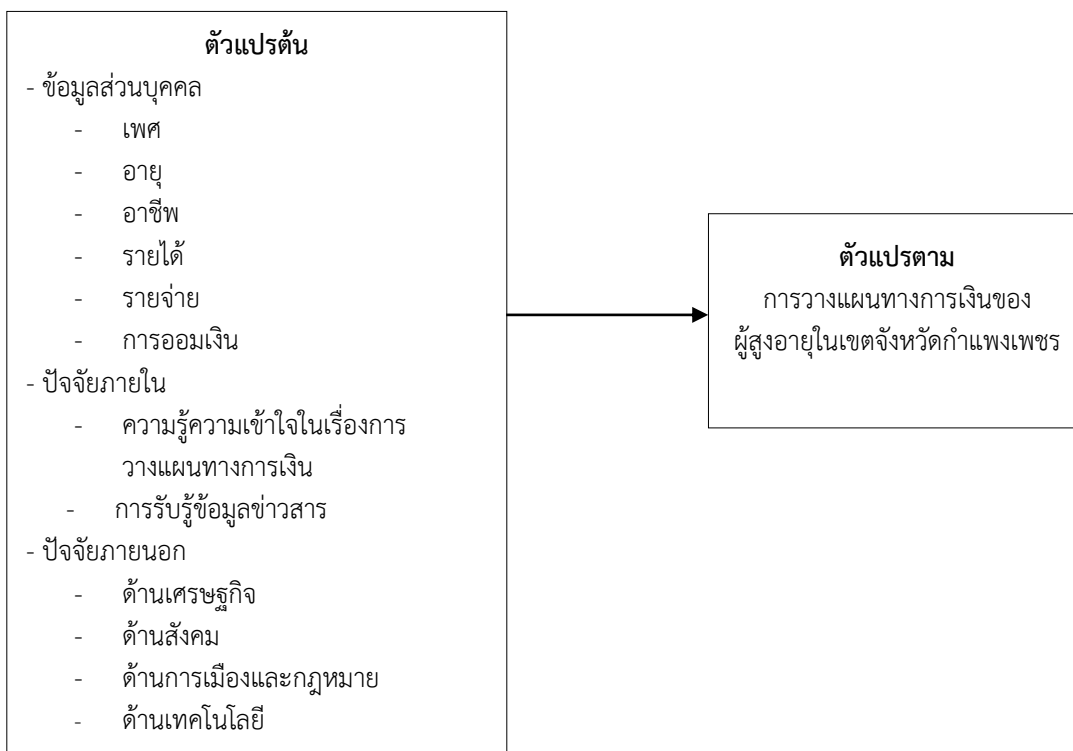 ตัวแปรต้น
- ข้อมูลส่วนบุคคล
- เพศ
- อายุ
- อาชีพ
- รายได้
- รายจ่าย
- การออมเงิน
- ปัจจัยภายใน
- ความรู้ความเข้าใจในเรื่องการ
วางแผนทางการเงิน
- การรับรู้ข้อมูลข่าวสาร
- ปัจจัยภายนอก
- ด้านเศรษฐกิจ
- ด้านสังคม
- ด้านการเมืองและกฎหมาย
- ด้านเทคโนโลยี
ตัวแปรตาม
การวางแผนทางการเงินของ
ผู้สูงอายุในเขตจังหวัดกำแพงเพชร